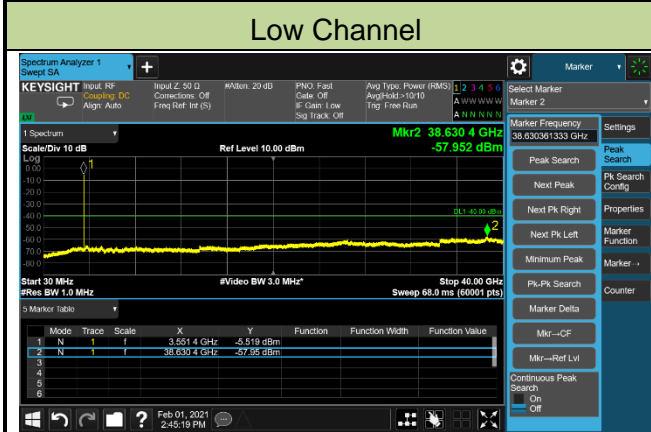 Low Channel
Spectrum Analyzer 1
Swept SA
Marker
KEYSIGHT
Input: RF
Coupling: DC
Align: Auto
Input Z: 50 Ω
Corrections: Off
Freq Ref: Int (S)
#Atten: 20 dB
PNO: Fast
Gate: Off
IF Gain: Low
Sig Track: Off
Avg Type: Power (RMS)
Avg|Hold:>10/10
Trig: Free Run
1 2 3 4 5 6
A W W W W W
A N N N N N
LXI
Select Marker
Marker 2
Marker Frequency
38.630361333 GHz
Settings
Peak Search
Next Peak
Next Pk Right
Next Pk Left
Minimum Peak
Pk-Pk Search
Marker Delta
Mkr→CF
Mkr→Ref Lvl
Continuous Peak
Search
On
Off
Peak
Search
Pk Search
Config
Properties
Marker
Function
Marker→
Counter
1 Spectrum
Mkr2 38.630 4 GHz
-57.952 dBm
Scale/Div 10 dB
Ref Level 10.00 dBm
Log
0.00
-10.0
-20.0
-30.0
-40.0
-50.0
-60.0
-70.0
-80.0
1
DL1 -40.00 dBm
2
Start 30 MHz
#Video BW 3.0 MHz*
Stop 40.00 GHz
#Res BW 1.0 MHz
Sweep 68.0 ms (60001 pts)
5 Marker Table
Mode Trace Scale X Y Function Function Width Function Value
1 N 1 f 3.551 4 GHz -5.519 dBm
2 N 1 f 38.630 4 GHz -57.95 dBm
3
4
5
6
Feb 01, 2021
2:45:19 PM